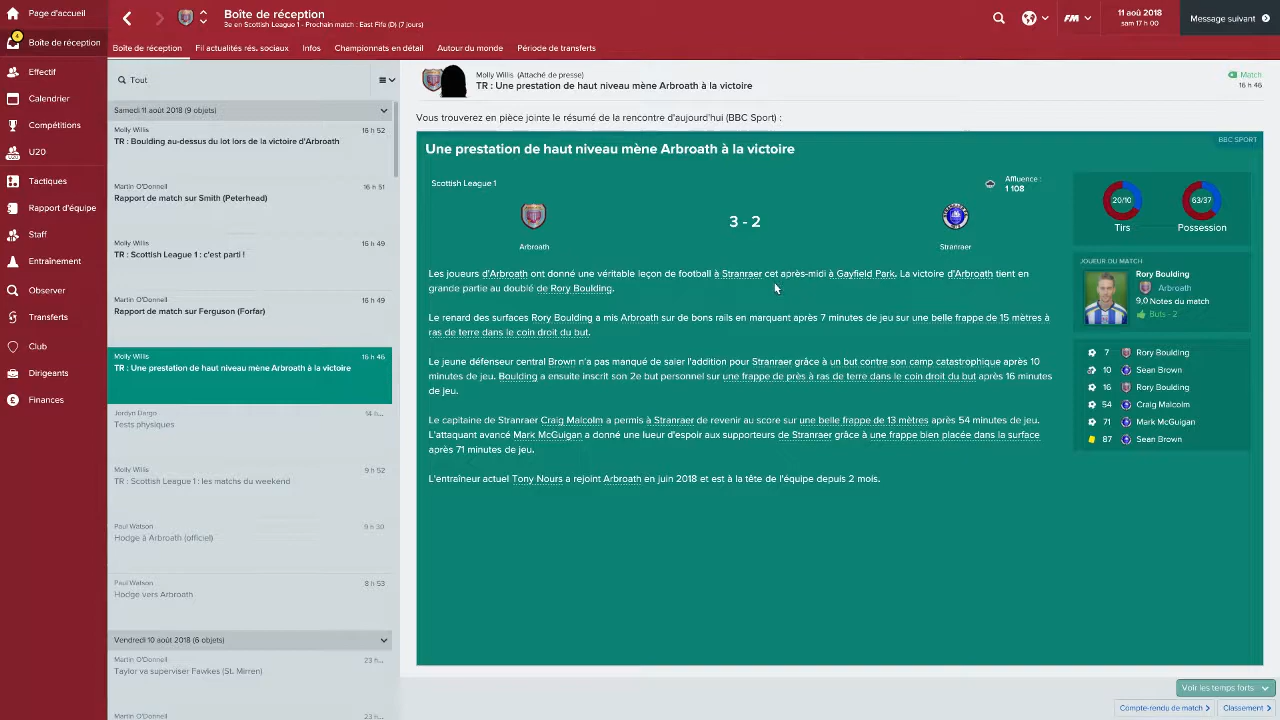 Page d'accueil
4
Boîte de réception
Effectif
Calendrier
Compétitions
U20
Tactiques
Rapport d'équipe
Staff
Entraînement
Observer
Transferts
Club
Dirigeants
Finances
Boîte de réception
3e en Scottish League 1 - Prochain match : East Fife (D) (7 jours)
FM
11 aoû 2018
sam 17 h 00
Message suivant
Boîte de réception
Fil actualités rés. sociaux
Infos
Championnats en détail
Autour du monde
Période de transferts
Tout
Samedi 11 août 2018 (9 objets)
Molly Willis 16 h 52
TR : Boulding au-dessus du lot lors de la victoire d'Arbroath
Martin O'Donnell 16 h 51
Rapport de match sur Smith (Peterhead)
Molly Willis 16 h 49
TR : Scottish League 1 : c'est parti !
Martin O'Donnell 16 h 49
Rapport de match sur Ferguson (Forfar)
Molly Willis 16 h 46
TR : Une prestation de haut niveau mène Arbroath à la victoire
Jordyn Dargo 14 h...
Tests physiques
Molly Willis 9 h 52
TR : Scottish League 1 : les matchs du weekend
Paul Watson 9 h 30
Hodge à Arbroath (officiel)
Paul Watson 8 h 53
Hodge vers Arbroath
Vendredi 10 août 2018 (6 objets)
Martin O'Donnell 23 h...
Taylor va superviser Fawkes (St. Mirren)
Martin O'Donnell 23 h...
Molly Willis (Attaché de presse)
TR : Une prestation de haut niveau mène Arbroath à la victoire
Match
16 h 46
Vous trouverez en pièce jointe le résumé de la rencontre d'aujourd'hui (BBC Sport) :
BBC SPORT
Une prestation de haut niveau mène Arbroath à la victoire
Scottish League 1
Affluence :
1 108
3 - 2
Arbroath
Stranraer
Les joueurs d'Arbroath ont donné une véritable leçon de football à Stranraer cet après-midi à Gayfield Park. La victoire d'Arbroath tient en
grande partie au doublé de Rory Boulding.
Le renard des surfaces Rory Boulding a mis Arbroath sur de bons rails en marquant après 7 minutes de jeu sur une belle frappe de 15 mètres à
ras de terre dans le coin droit du but.
Le jeune défenseur central Brown n'a pas manqué de saler l'addition pour Stranraer grâce à un but contre son camp catastrophique après 10
minutes de jeu. Boulding a ensuite inscrit son 2e but personnel sur une frappe de près à ras de terre dans le coin droit du but après 16 minutes
de jeu.
Le capitaine de Stranraer Craig Malcolm a permis à Stranraer de revenir au score sur une belle frappe de 13 mètres après 54 minutes de jeu.
L'attaquant avancé Mark McGuigan a donné une lueur d'espoir aux supporteurs de Stranraer grâce à une frappe bien placée dans la surface
après 71 minutes de jeu.
L'entraîneur actuel Tony Nours a rejoint Arbroath en juin 2018 et est à la tête de l'équipe depuis 2 mois.
20/10
63/37
Tirs
Possession
JOUEUR DU MATCH
Rory Boulding
Arbroath
9,0 Notes du match
Buts - 2
7 Rory Boulding
10 Sean Brown
16 Rory Boulding
54 Craig Malcolm
71 Mark McGuigan
87 Sean Brown
Voir les temps forts
Compte-rendu de match
Classement